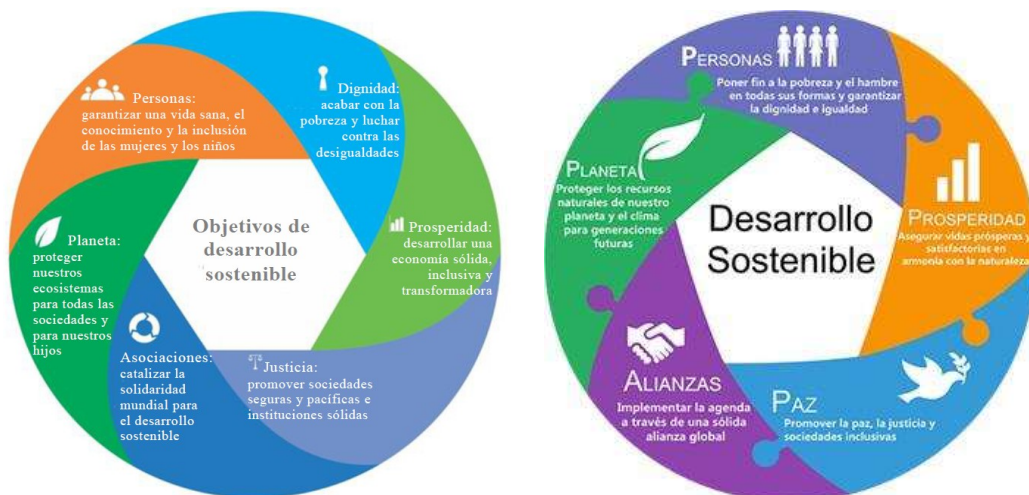 Personas:
garantizar una vida sana, el
conocimiento y la inclusión
de las mujeres y los niños
Dignidad:
acabar con la
pobreza y luchar
contra las
desigualdades
Prosperidad:
desarrollar una
economía sólida,
inclusiva y
transformadora
Justicia:
promover sociedades
seguras y pacíficas e
instituciones sólidas
Asociaciones:
catalizar la
solidaridad
mundial para
el desarrollo
sostenible
Planeta:
proteger
nuestros
ecosistemas
para todas las
sociedades y
para nuestros
hijos
Objetivos de
desarrollo
sostenible
PERSONAS
Poner fin a la pobreza y el hambre
en todas sus formas y garantizar
la dignidad e igualdad
PROSPERIDAD
Asegurar vidas prósperas y
satisfactorias en
armonía con la naturaleza
PAZ
Promover la paz, la justicia y
sociedades inclusivas
ALIANZAS
Implementar la agenda
a través de una sólida
alianza global
PLANETA
Proteger los recursos
naturales de nuestro
planeta y el clima
para generaciones
futuras
Desarrollo
Sostenible